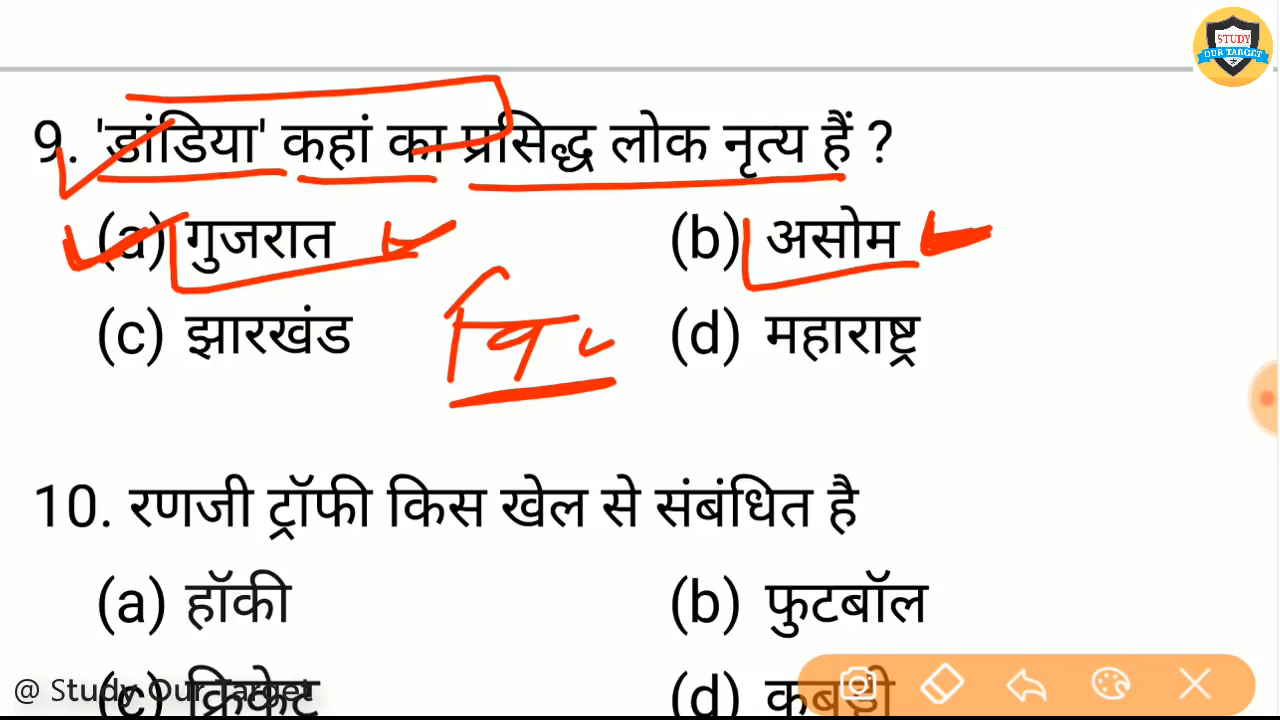 STUDY
OUR TARGET
9. 'डांडिया' कहां का प्रसिद्ध लोक नृत्य हैं ?
(a) गुजरात (b) असोम
(c) झारखंड (d) महाराष्ट्र
10. रणजी ट्रॉफी किस खेल से संबंधित है
(a) हॉकी (b) फुटबॉल
(c) क्रिकेट (d) कबड्डी
@ Study Our Target